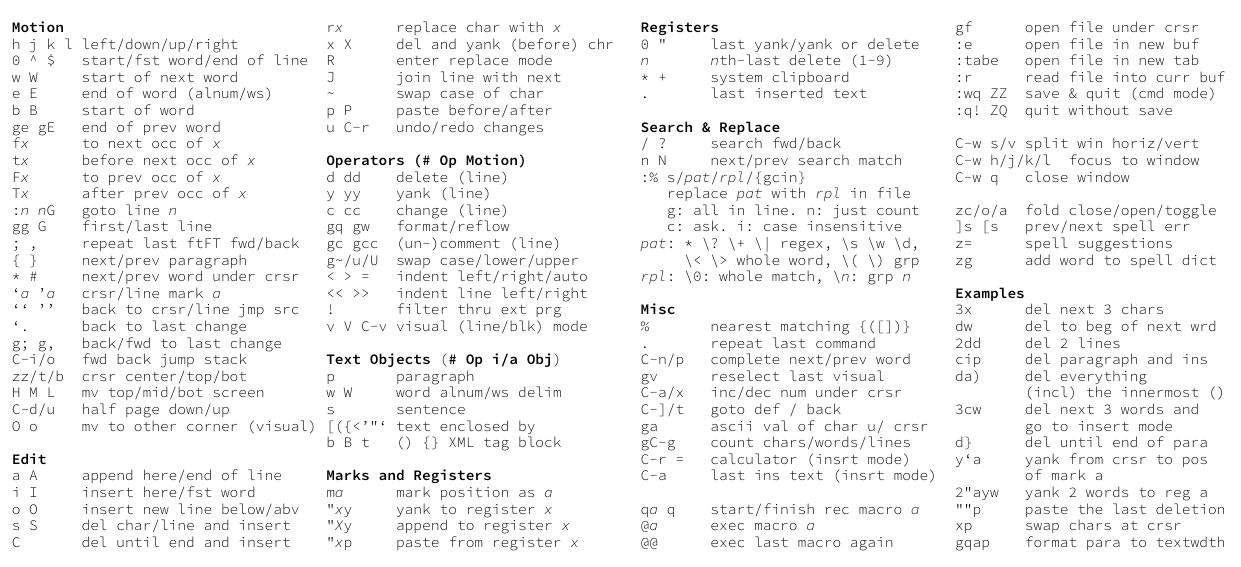 Motion
h j k l left/down/up/right
0 ^ $ start/fst word/end of line
w W start of next word
e E end of word (alnum/ws)
b B start of word
ge gE end of prev word
fx to next occ of x
tx before next occ of x
Fx to prev occ of x
Tx after prev occ of x
:n nG goto line n
gg G first/last line
; , repeat last ftFT fwd/back
{ } next/prev paragraph
* # next/prev word under crsr
‘a ’a crsr/line mark a
‘‘ ’’ back to crsr/line jmp src
‘. back to last change
g; g, back/fwd to last change
C-i/o fwd back jump stack
zz/t/b crsr center/top/bot
H M L mv top/mid/bot screen
C-d/u half page down/up
O o mv to other corner (visual)
Edit
a A append here/end of line
i I insert here/fst word
o O insert new line below/abv
s S del char/line and insert
C del until end and insert
rx replace char with x
x X del and yank (before) chr
R enter replace mode
J join line with next
~ swap case of char
p P paste before/after
u C-r undo/redo changes
Operators (# Op Motion)
d dd delete (line)
y yy yank (line)
c cc change (line)
gq gw format/reflow
gc gcc (un-)comment (line)
g~/u/U swap case/lower/upper
< > = indent left/right/auto
<< >> indent line left/right
! filter thru ext prg
v V C-v visual (line/blk) mode
Text Objects (# Op i/a Obj)
p paragraph
w W word alnum/ws delim
s sentence
[({<’"‘ text enclosed by
b B t () {} XML tag block
Marks and Registers
ma mark position as a
"xy yank to register x
"Xy append to register x
"xp paste from register x
Registers
0 " last yank/yank or delete
n nth-last delete (1-9)
* + system clipboard
. last inserted text
Search & Replace
/ ? search fwd/back
n N next/prev search match
:% s/pat/rpl/{gcin}
replace pat with rpl in file
g: all in line. n: just count
c: ask. i: case insensitive
pat: * \? \+ \| regex, \s \w \d,
\< \> whole word, \( \) grp
rpl: \0: whole match, \n: grp n
Misc
% nearest matching {([])}
. repeat last command
C-n/p complete next/prev word
gv reselect last visual
C-a/x inc/dec num under crsr
C-]/t goto def / back
ga ascii val of char u/ crsr
gC-g count chars/words/lines
C-r = calculator (insrt mode)
C-a last ins text (insrt mode)
qa q start/finish rec macro a
@a exec macro a
@@ exec last macro again
gf open file under crsr
:e open file in new buf
:tabe open file in new tab
:r read file into curr buf
:wq ZZ save & quit (cmd mode)
:q! ZQ quit without save
C-w s/v split win horiz/vert
C-w h/j/k/l focus to window
C-w q close window
zc/o/a fold close/open/toggle
]s [s prev/next spell err
z= spell suggestions
zg add word to spell dict
Examples
3x del next 3 chars
dw del to beg of next wrd
2dd del 2 lines
cip del paragraph and ins
da) del everything
(incl) the innermost ()
3cw del next 3 words and
go to insert mode
d} del until end of para
y‘a yank from crsr to pos
of mark a
2"ayw yank 2 words to reg a
""p paste the last deletion
xp swap chars at crsr
gqap format para to textwdth